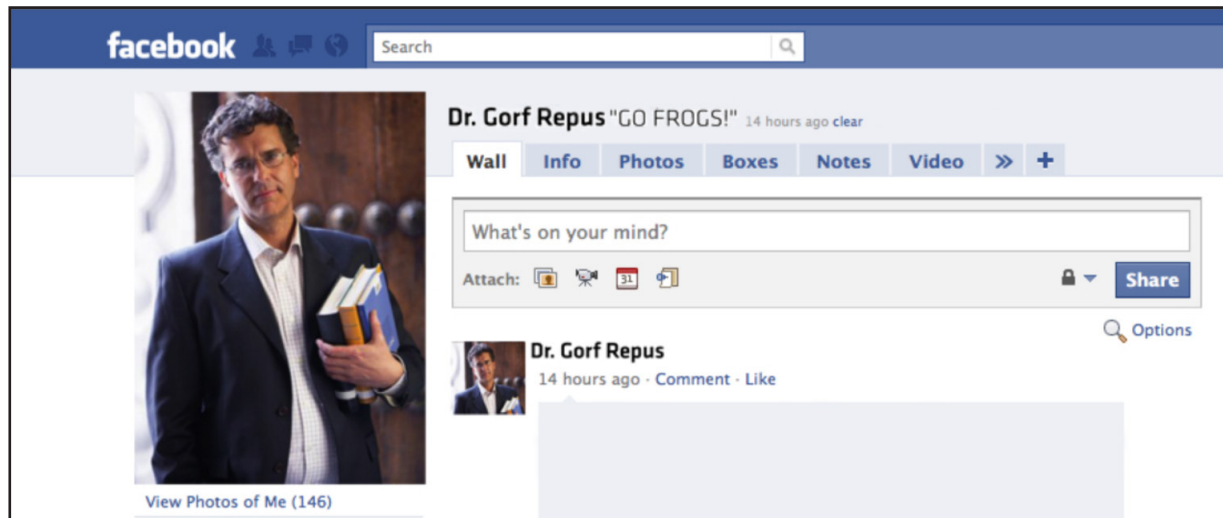 facebook Search
Dr. Gorf Repus "GO FROGS!" 14 hours ago clear
Wall Info Photos Boxes Notes Video » +
What's on your mind?
Attach: 31 Share
Options
Dr. Gorf Repus
14 hours ago · Comment · Like
View Photos of Me (146)